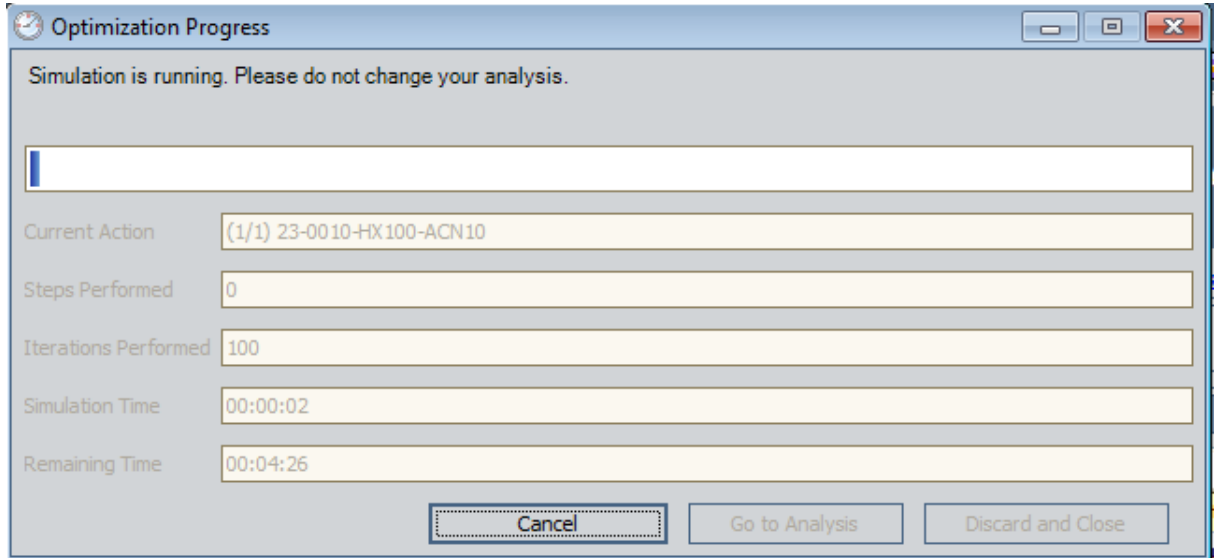 Optimization Progress
Simulation is running. Please do not change your analysis.
Current Action (1/1) 23-0010-HX100-ACN10
Steps Performed 0
Iterations Performed 100
Simulation Time 00:00:02
Remaining Time 00:04:26
Cancel Go to Analysis Discard and Close